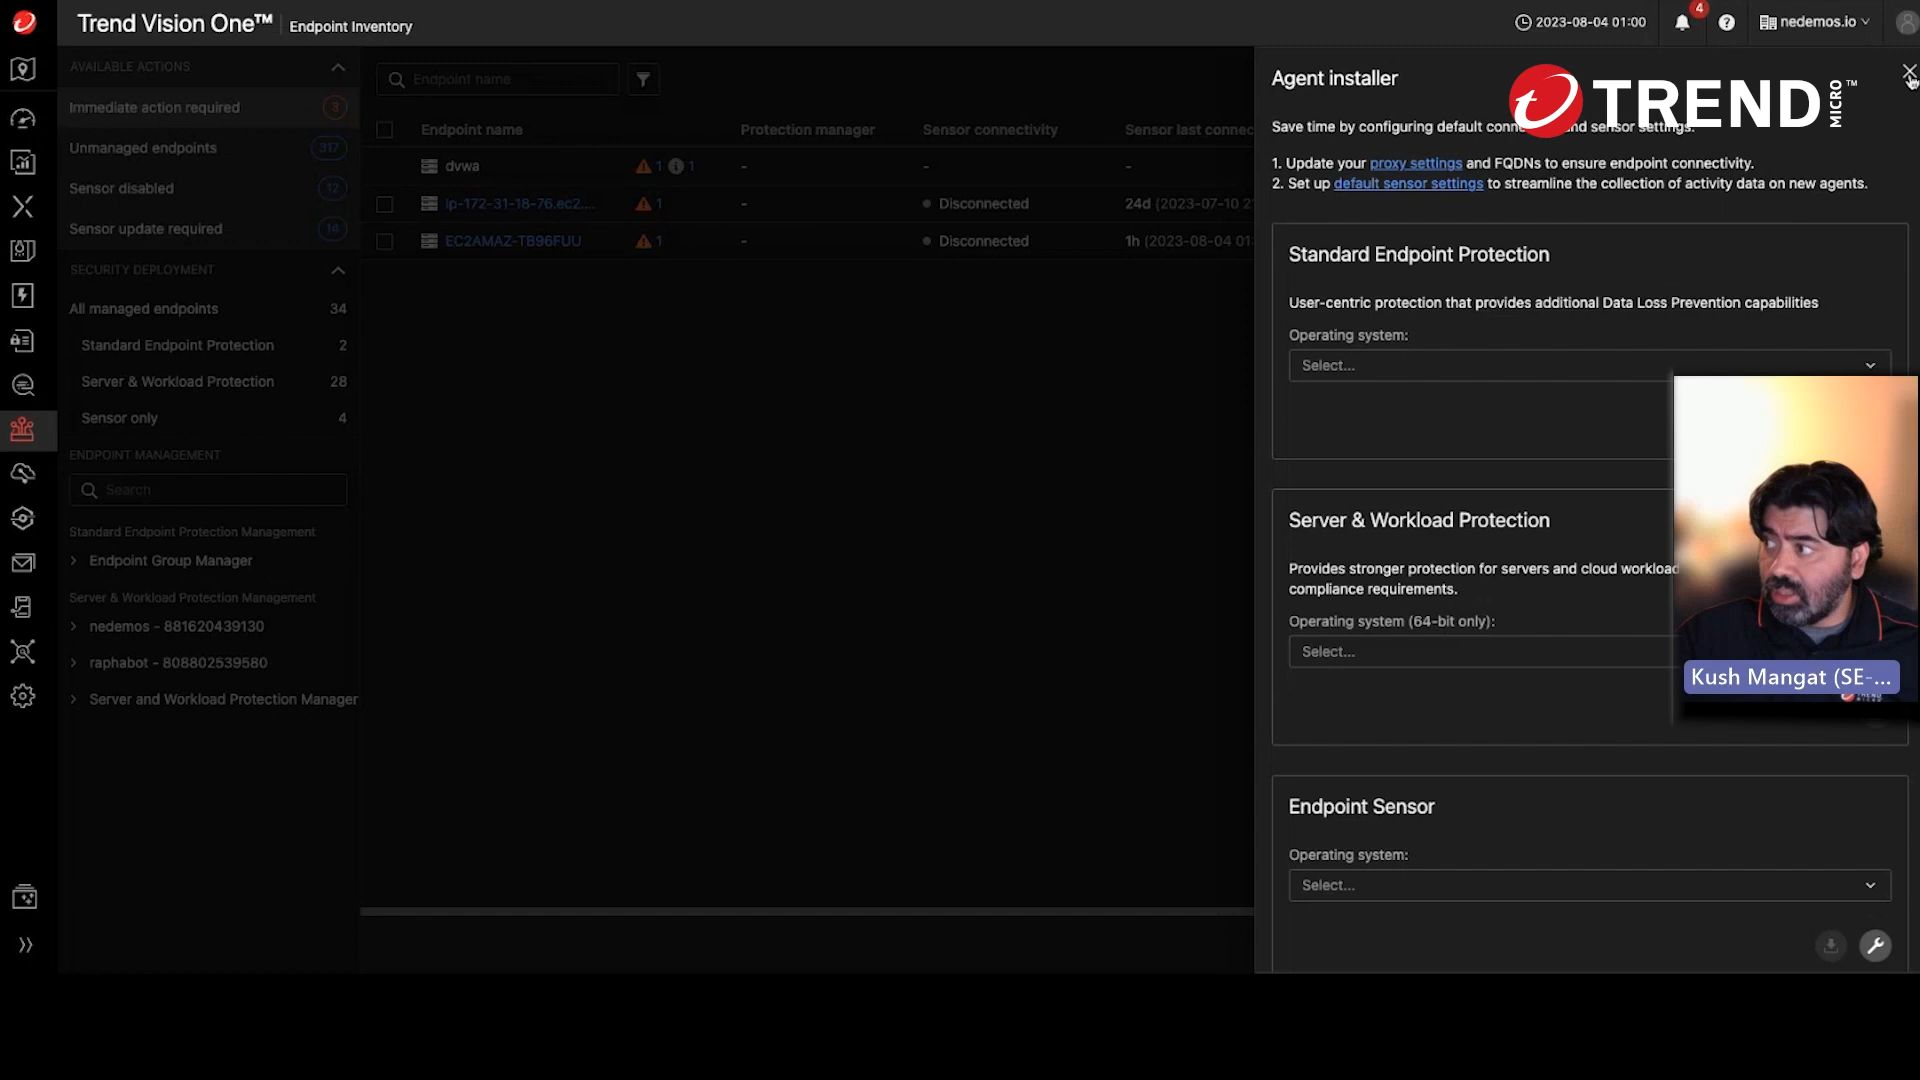 Trend Vision One™ Endpoint Inventory
2023-08-04 01:00
4
nedemos.io
AVAILABLE ACTIONS
Immediate action required 3
Unmanaged endpoints 317
Sensor disabled 12
Sensor update required 14
SECURITY DEPLOYMENT
All managed endpoints 34
Standard Endpoint Protection 2
Server & Workload Protection 28
Sensor only 4
ENDPOINT MANAGEMENT
Search
Standard Endpoint Protection Management
Endpoint Group Manager
Server & Workload Protection Management
nedemos - 881620439130
raphabot - 808802539580
Server and Workload Protection Manager
Endpoint name
Endpoint name Protection manager Sensor connectivity Sensor last connec
dvwa 1 1 - - -
ip-172-31-18-76.ec2.... 1 - Disconnected 24d (2023-07-10 2
EC2AMAZ-TB96FUU 1 - Disconnected 1h (2023-08-04 01:
Agent installer
TREND MICRO™
Save time by configuring default conne nd sensor settings.
1. Update your proxy settings and FQDNs to ensure endpoint connectivity.
2. Set up default sensor settings to streamline the collection of activity data on new agents.
Standard Endpoint Protection
User-centric protection that provides additional Data Loss Prevention capabilities
Operating system:
Select...
Server & Workload Protection
Provides stronger protection for servers and cloud workload
compliance requirements.
Operating system (64-bit only):
Select...
Kush Mangat (SE-...
Endpoint Sensor
Operating system:
Select...